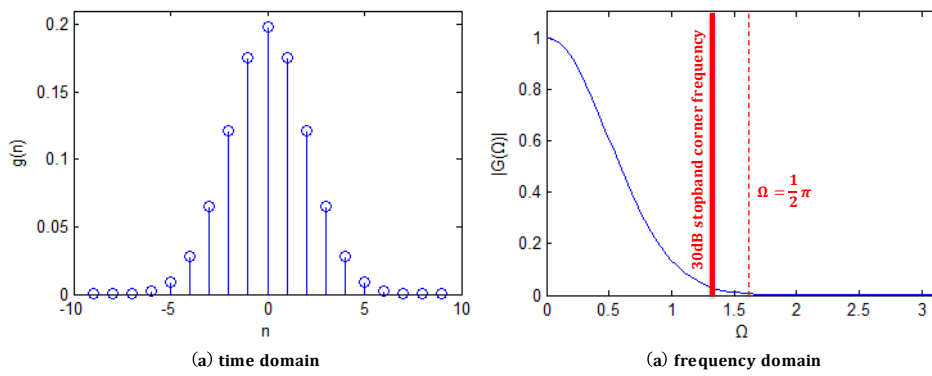 0.2
0.15
0.1
0.05
0
g(n)
-10
-5
0
5
10
n
(a) time domain
1
0.8
0.6
0.4
0.2
0
|G(Ω)|
30dB stopband corner frequency
Ω = 1/2 π
0
0.5
1
1.5
2
2.5
3
Ω
(a) frequency domain